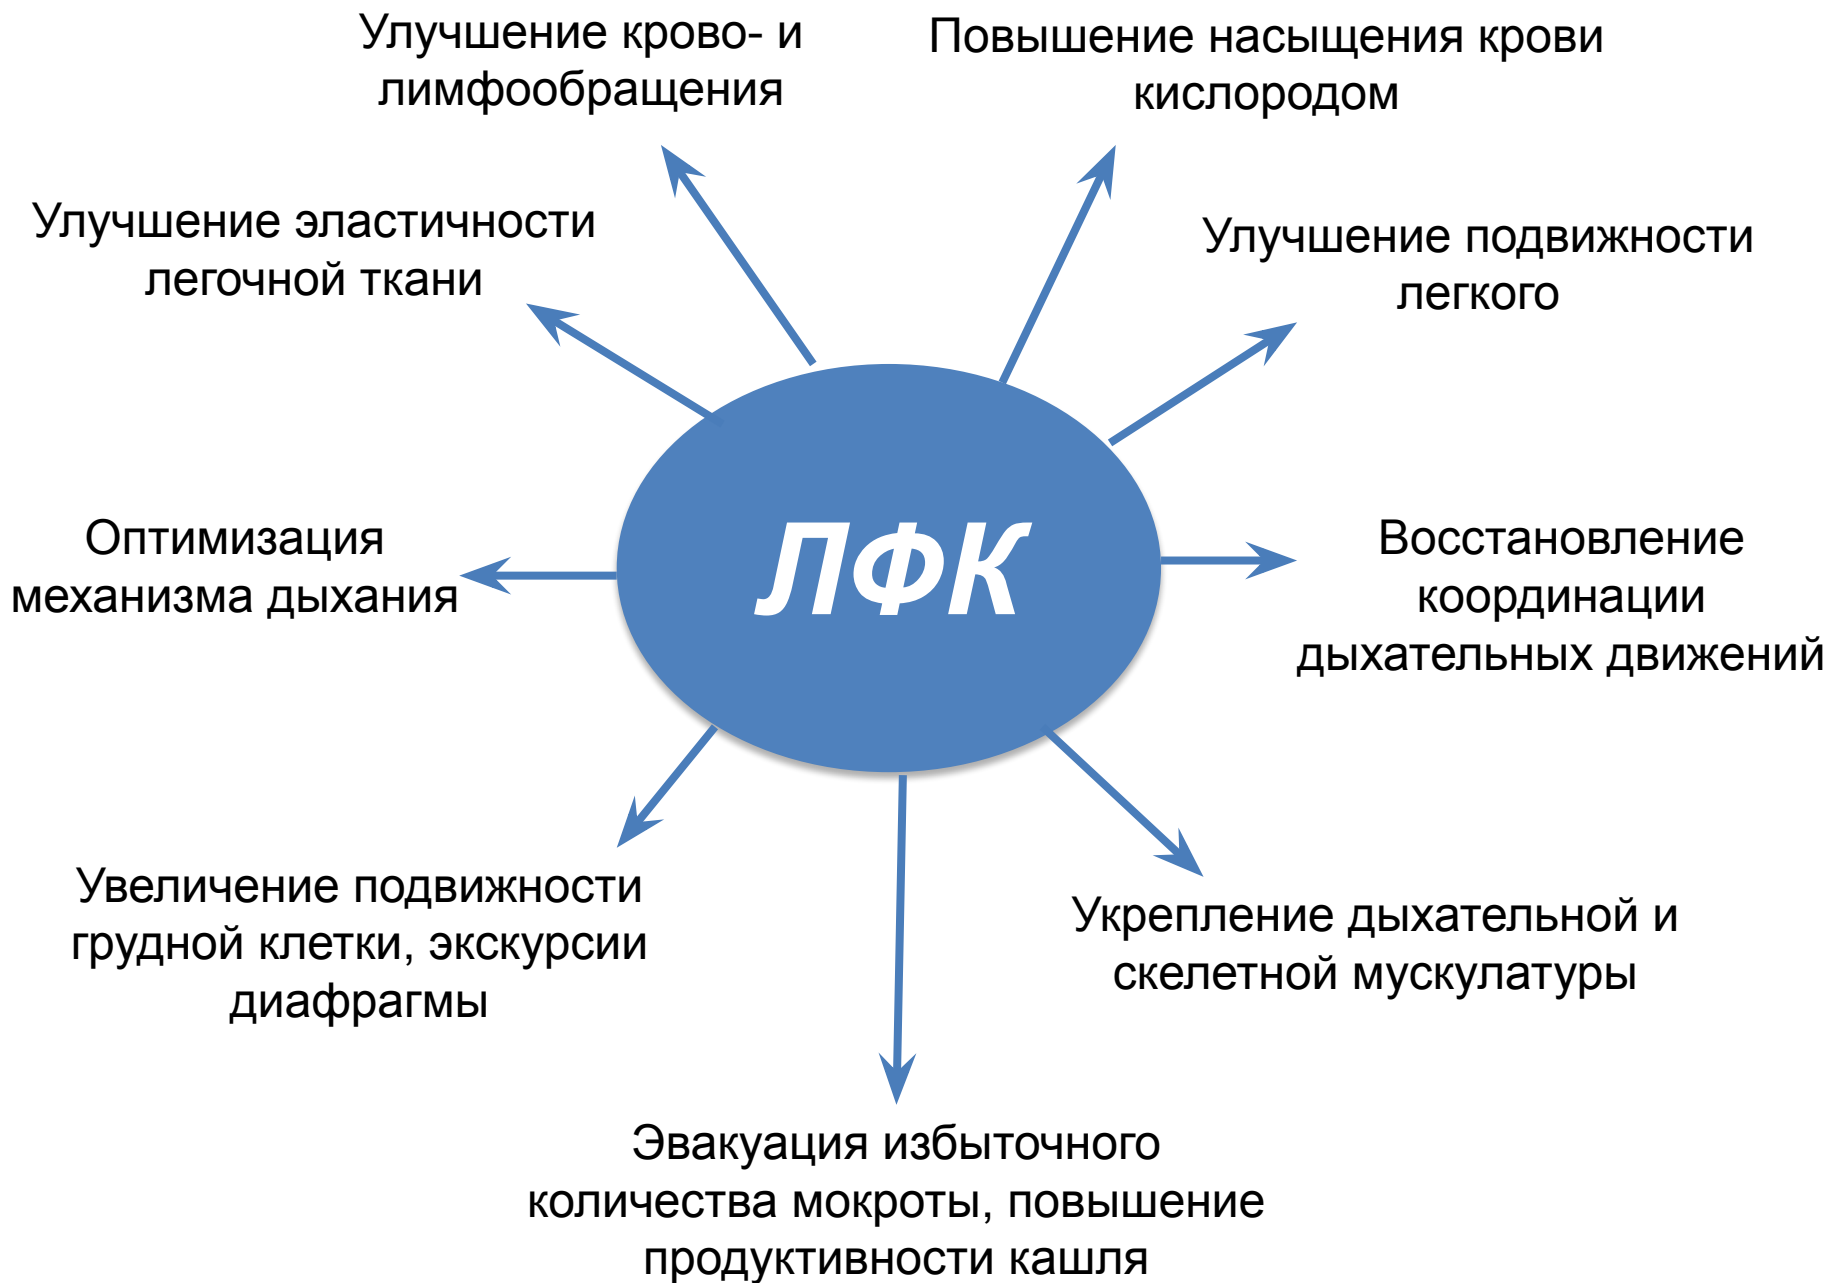 Улучшение крово- и
лимфообращения
Повышение насыщения крови
кислородом
Улучшение эластичности
легочной ткани
Улучшение подвижности
легкого
Оптимизация
механизма дыхания
ЛФК
Восстановление
координации
дыхательных движений
Увеличение подвижности
грудной клетки, экскурсии
диафрагмы
Укрепление дыхательной и
скелетной мускулатуры
Эвакуация избыточного
количества мокроты, повышение
продуктивности кашля